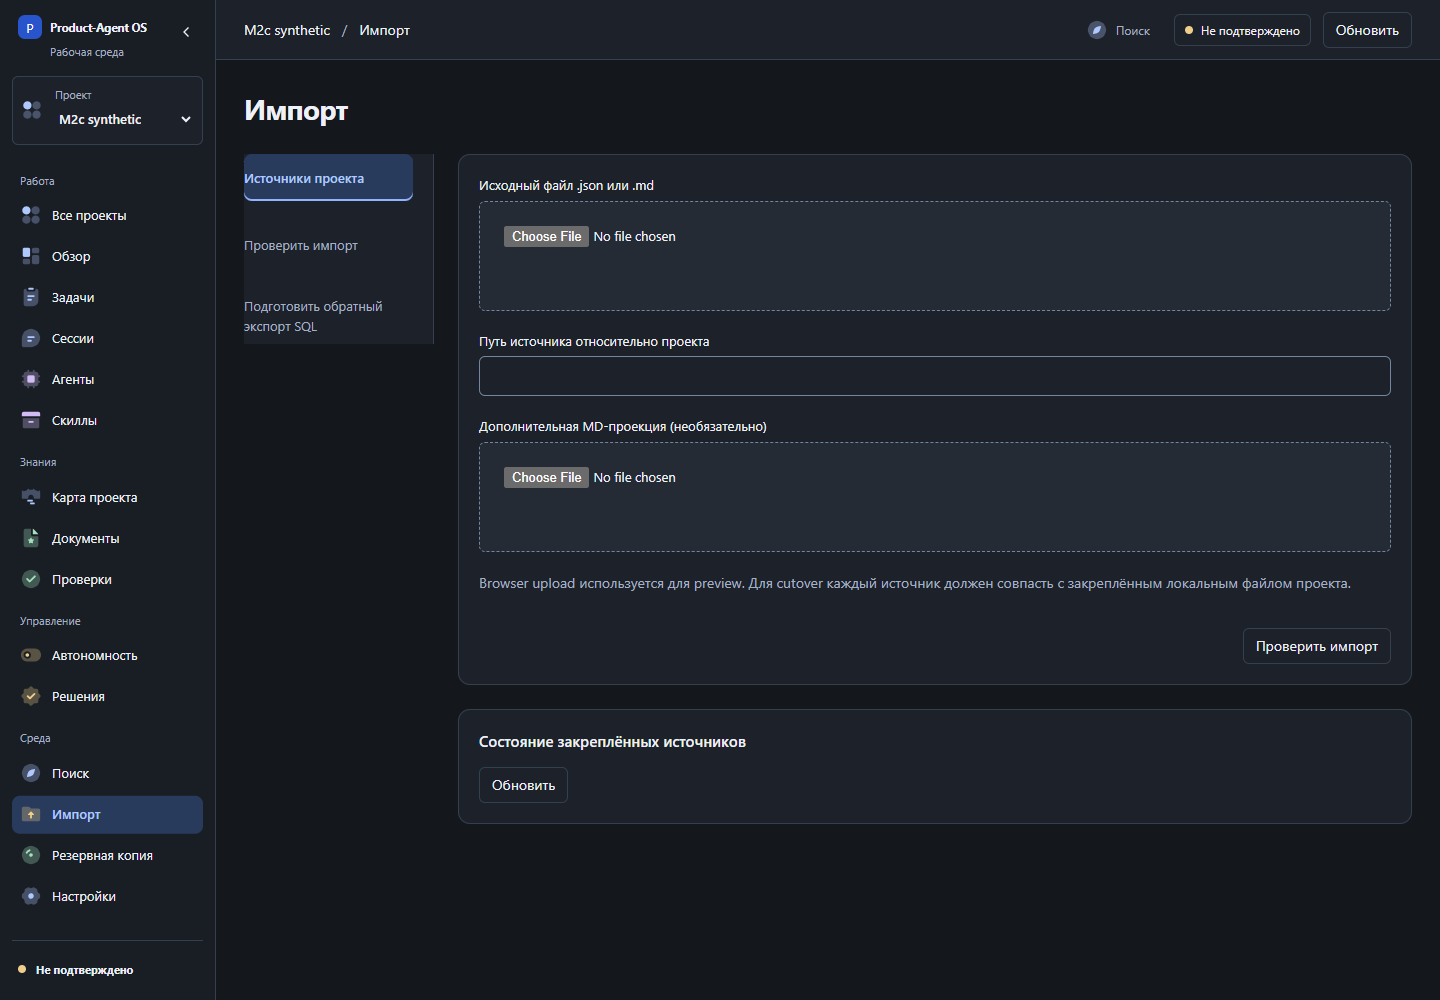 P
Product-Agent OS
Рабочая среда
Проект
M2c synthetic
Работа
Все проекты
Обзор
Задачи
Сессии
Агенты
Скиллы
Знания
Карта проекта
Документы
Проверки
Управление
Автономность
Решения
Среда
Поиск
Импорт
Резервная копия
Настройки
Не подтверждено
M2c synthetic / Импорт
Поиск
Не подтверждено
Обновить
Импорт
Источники проекта
Проверить импорт
Подготовить обратный
экспорт SQL
Исходный файл .json или .md
Choose File No file chosen
Путь источника относительно проекта
Дополнительная MD-проекция (необязательно)
Choose File No file chosen
Browser upload используется для preview. Для cutover каждый источник должен совпасть с закреплённым локальным файлом проекта.
Проверить импорт
Состояние закреплённых источников
Обновить